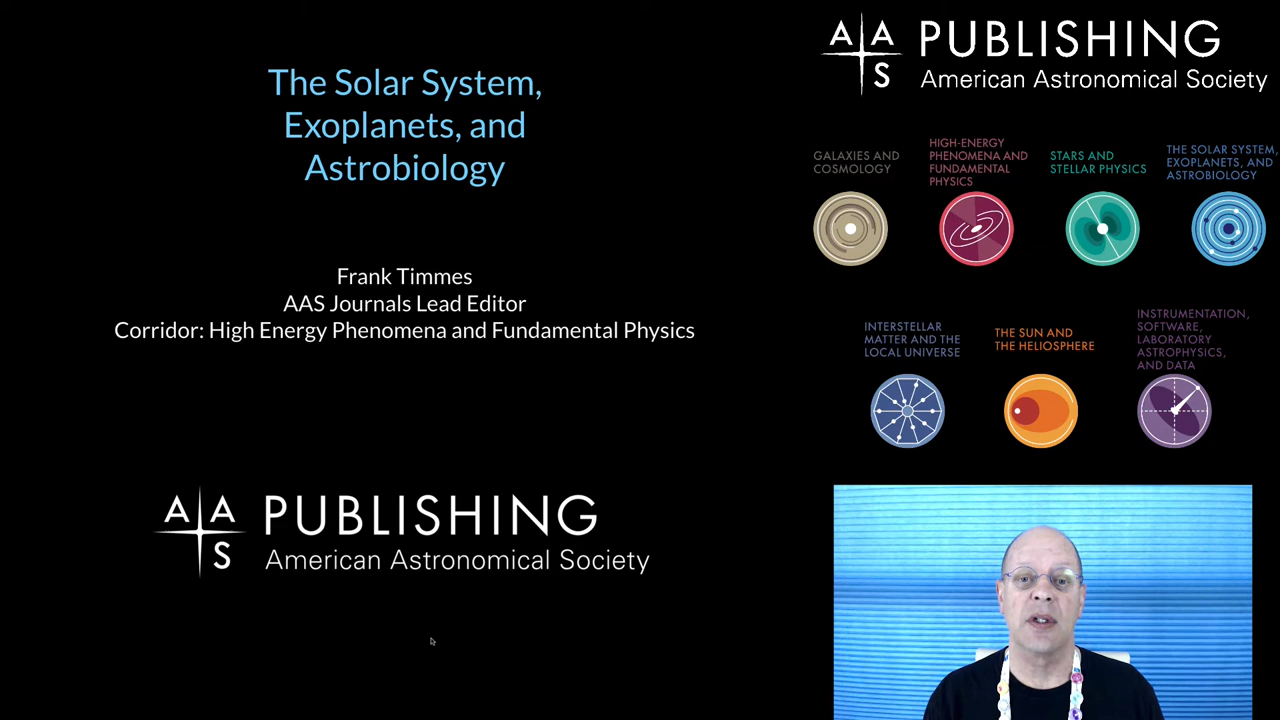 The Solar System,
Exoplanets, and
Astrobiology
Frank Timmes
AAS Journals Lead Editor
Corridor: High Energy Phenomena and Fundamental Physics
AAS PUBLISHING
American Astronomical Society
AAS PUBLISHING
American Astronomical Society
GALAXIES AND
COSMOLOGY
HIGH-ENERGY
PHENOMENA AND
FUNDAMENTAL
PHYSICS
STARS AND
STELLAR PHYSICS
THE SOLAR SYSTEM,
EXOPLANETS, AND
ASTROBIOLOGY
INTERSTELLAR
MATTER AND THE
LOCAL UNIVERSE
THE SUN AND
THE HELIOSPHERE
INSTRUMENTATION,
SOFTWARE,
LABORATORY
ASTROPHYSICS,
AND DATA